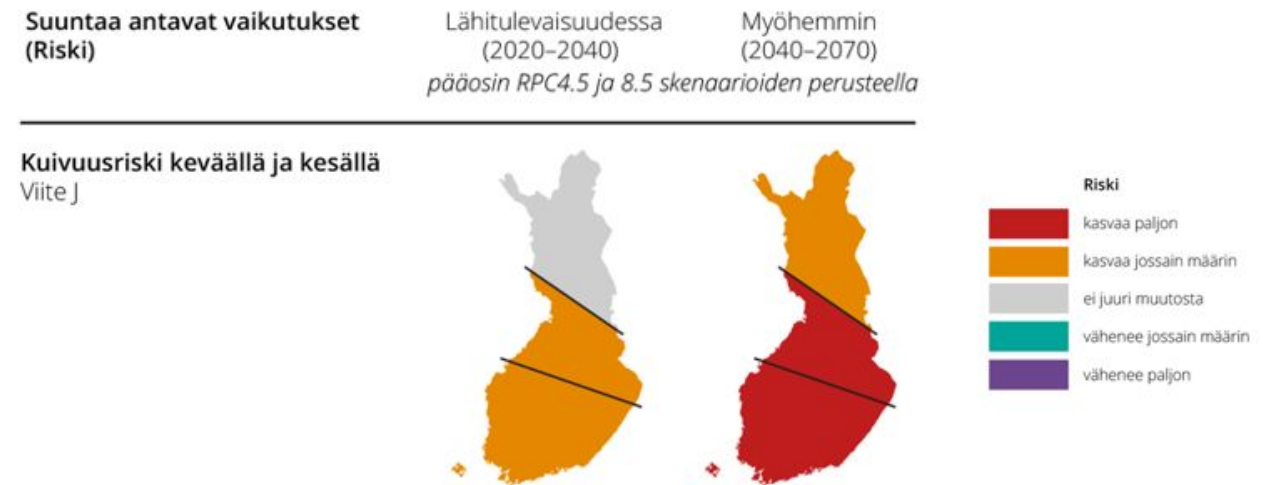 Suuntaa antavat vaikutukset
(Riski)
Lähitulevaisuudessa
(2020–2040)
Myöhemmin
(2040–2070)
pääosin RPC4.5 ja 8.5 skenaarioiden perusteella
Kuivuusriski keväällä ja kesällä
Viite J
Riski
kasvaa paljon
kasvaa jossain määrin
ei juuri muutosta
vähenee jossain määrin
vähenee paljon